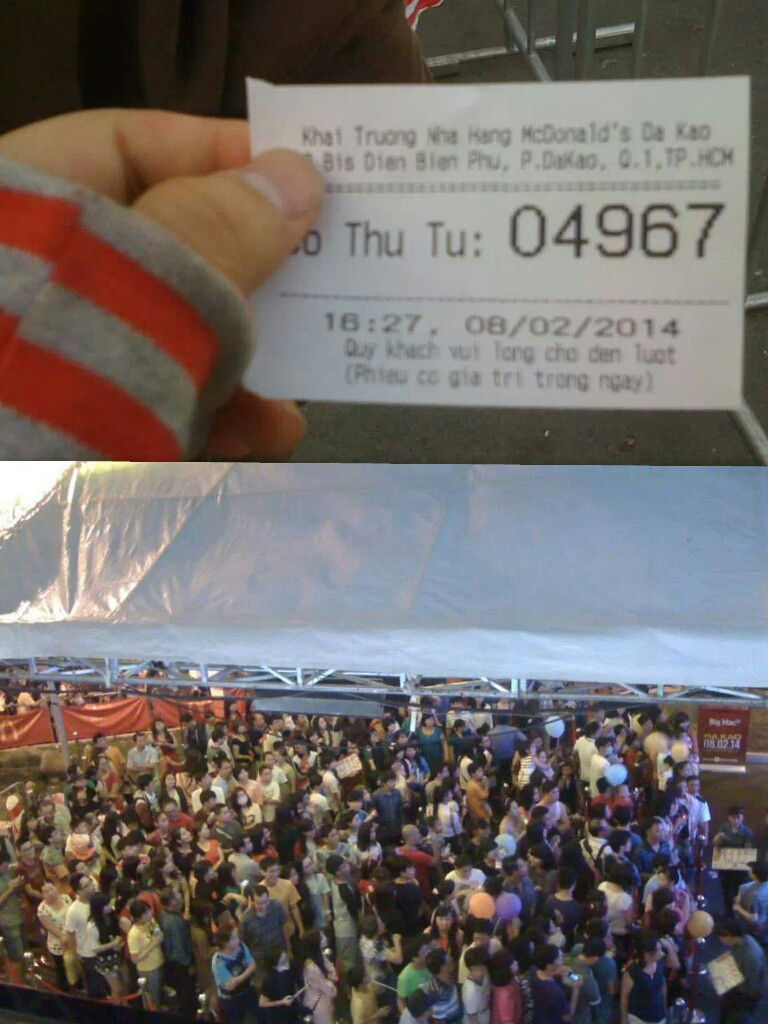 Khai Truong Nha Hang McDonald's Da Kao
Bis Dien Bien Phu, P.DaKao, Q.1,TP.HCM
Thu Tu: 04967
16:27, 08/02/2014
Quy khach vui long cho den luot
(Phieu co gia tri trong ngay)
Big Mac
DA KAO
08.02.14